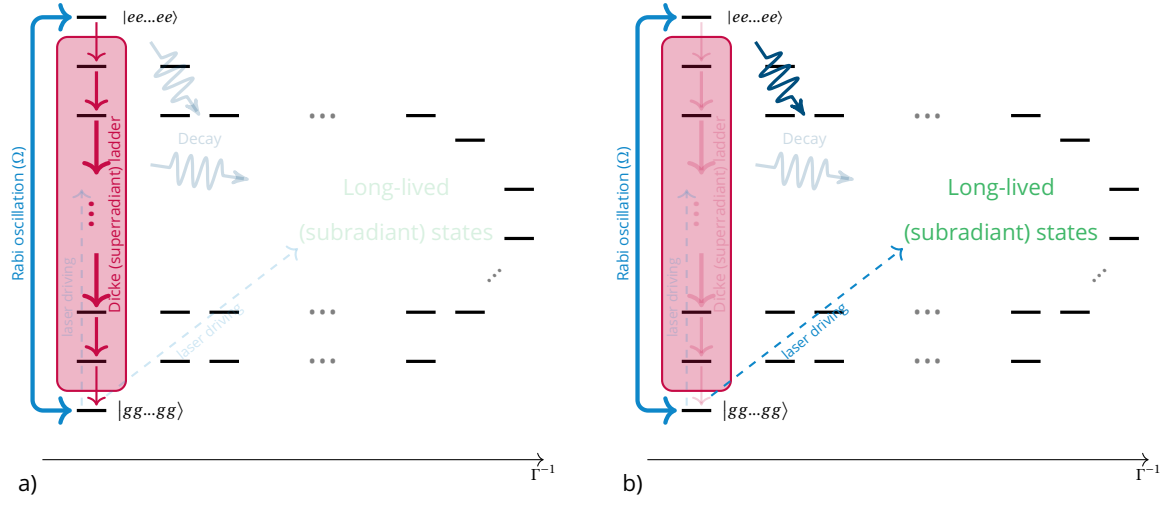 |ee...ee⟩
Decay
Long-lived
(subradiant) states
Rabi oscillation (Ω)
laser driving
Dicke (superradiant) ladder
laser driving
|gg...gg⟩
Γ⁻¹
a)
|ee...ee⟩
Decay
Long-lived
(subradiant) states
Rabi oscillation (Ω)
laser driving
Dicke (superradiant) ladder
laser driving
|gg...gg⟩
Γ⁻¹
b)